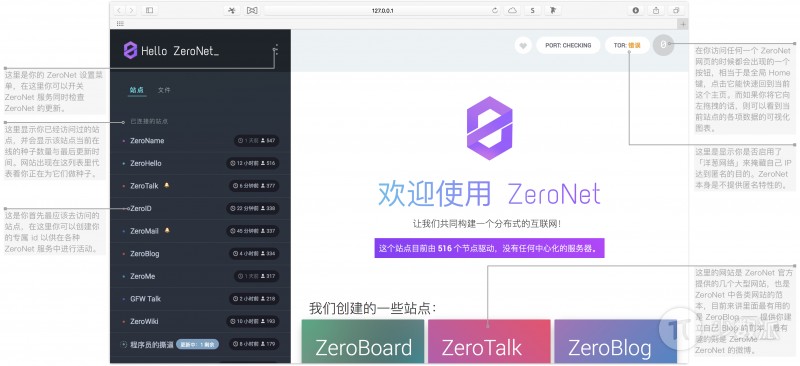 127.0.0.1
Hello ZeroNet_
站点
文件
已连接的站点
ZeroName 1 天前 547
ZeroHello 13 小时前 516
ZeroTalk 6 分钟前 377
ZeroID 23 分钟前 338
ZeroMail 45 分钟前 337
ZeroBlog 4 小时前 334
ZeroMe 1 天前 317
GFW Talk 2 小时前 218
ZeroWiki 10 小时前 193
程序员的撕逼 更新中: 1 剩余 8 小时前 179
PORT: CHECKING
TOR: 错误
0
欢迎使用 ZeroNet
让我们共同构建一个分布式的互联网！
这个站点目前由 516 个节点驱动，没有任何中心化的服务器。
我们创建的一些站点：
ZeroBoard
ZeroTalk
ZeroBlog
这里是你的 ZeroNet 设置菜
单，在这里你可以开关
ZeroNet 服务同时检查
ZeroNet 的更新。
这里显示你已经访问过的站
点，并会显示该站点当前在
线的种子数量与最后更新时
间。网站出现在这列表里代
表着你正在为它们做种子。
这是你首先最应该去访问的
站点，在这里你可以创建你
的专属 id 以供在各种
ZeroNet 服务中进行活动。
在你访问任何一个 ZeroNet
网页的时候都会出现的一个
按钮，相当于是全局 Home
键，点击它能快速回到当前
这个主页，而如果你将它向
左拖拽的话，则可以看到当
前站点的各项数据的可视化
图表。
这里是显示你是否启用了
「洋葱网络」来掩藏自己 IP
达到匿名的目的。ZeroNet
本身是不提供匿名特性的。
这里的网站是 ZeroNet 官方
提供的几个大型网站，也是
ZeroNet 中各类网站的范
本，目前来讲里面最有用的
是 ZeroBlog —— 提供你建
立自己 Blog 的范本，最有
的则是 ZeroMe
ZeroNet 的微博。